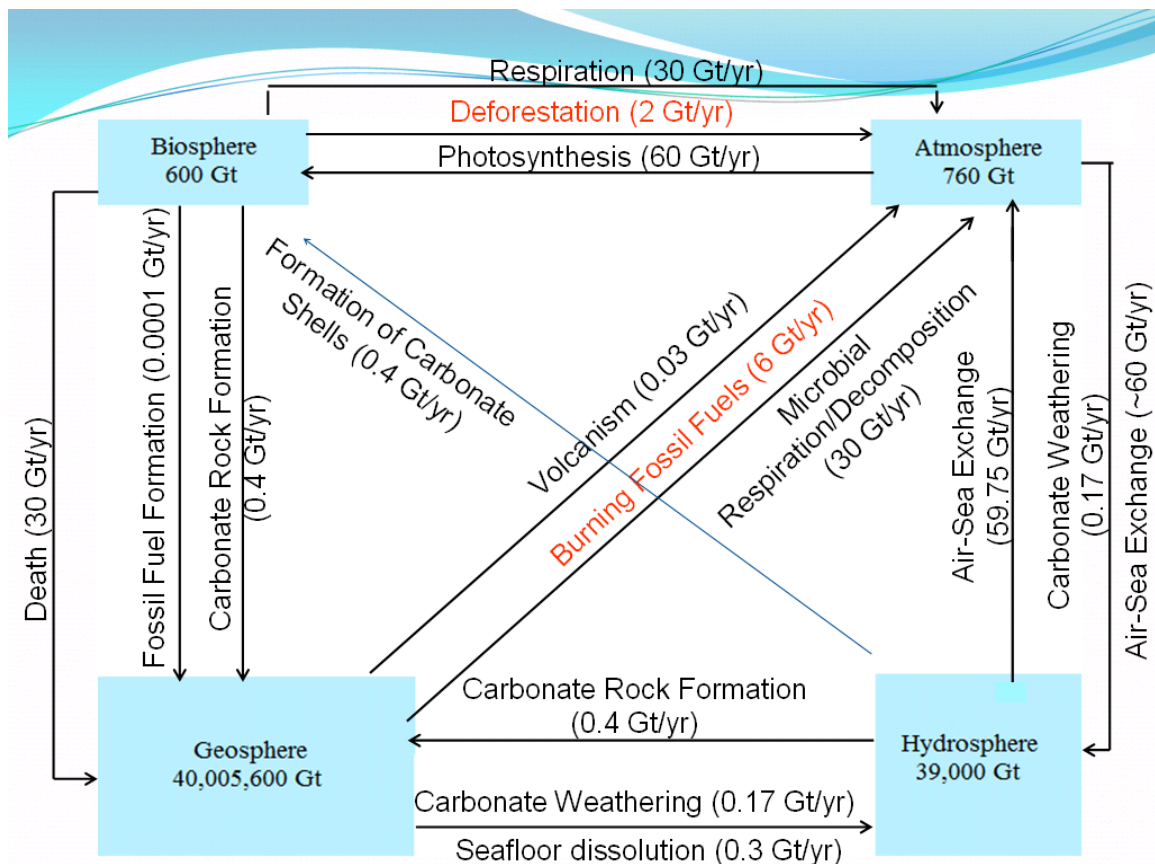 Respiration (30 Gt/yr)
Deforestation (2 Gt/yr)
Photosynthesis (60 Gt/yr)
Biosphere
600 Gt
Atmosphere
760 Gt
Death (30 Gt/yr)
Fossil Fuel Formation (0.0001 Gt/yr)
Carbonate Rock Formation
(0.4 Gt/yr)
Formation of Carbonate
Shells (0.4 Gt/yr)
Volcanism (0.03 Gt/yr)
Burning Fossil Fuels (6 Gt/yr)
Microbial
Respiration/Decomposition
(30 Gt/yr)
Air-Sea Exchange
(59.75 Gt/yr)
Carbonate Weathering
(0.17 Gt/yr)
Air-Sea Exchange (~60 Gt/yr)
Carbonate Rock Formation
(0.4 Gt/yr)
Geosphere
40,005,600 Gt
Hydrosphere
39,000 Gt
Carbonate Weathering (0.17 Gt/yr)
Seafloor dissolution (0.3 Gt/yr)